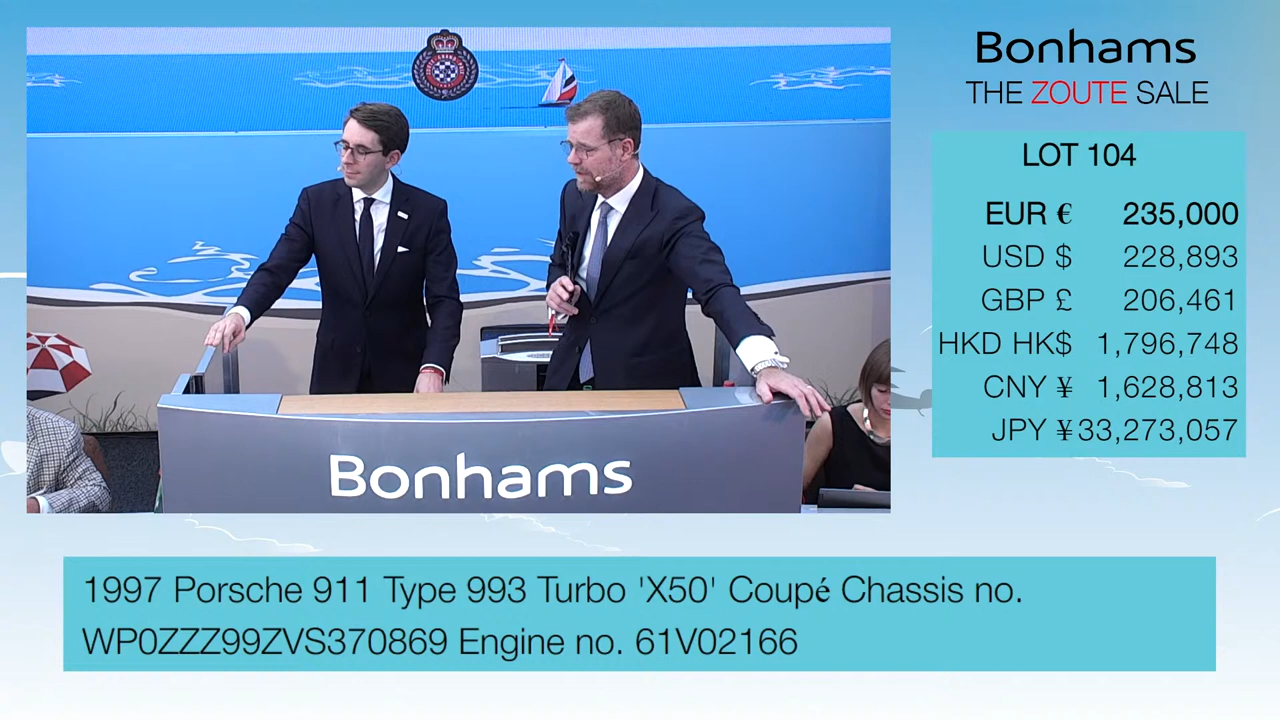 Bonhams
THE ZOUTE SALE
LOT 104
EUR € 235,000
USD $ 228,893
GBP £ 206,461
HKD HK$ 1,796,748
CNY ¥ 1,628,813
JPY ¥ 33,273,057
Bonhams
1997 Porsche 911 Type 993 Turbo 'X50' Coupé Chassis no.
WP0ZZZ99ZVS370869 Engine no. 61V02166